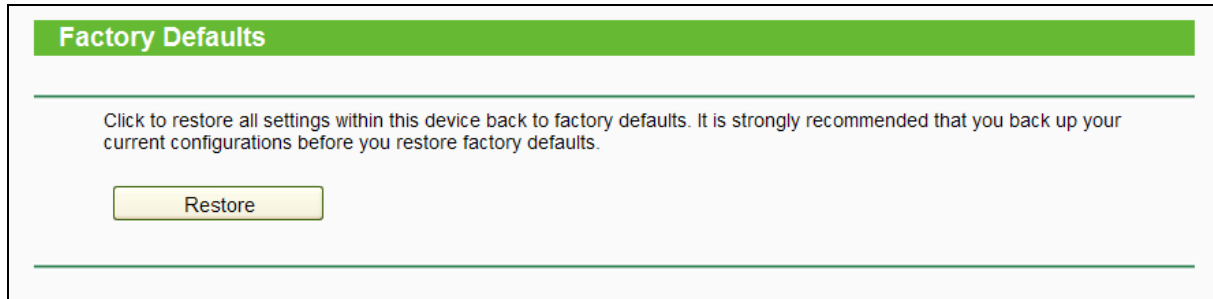 Factory Defaults
Click to restore all settings within this device back to factory defaults. It is strongly recommended that you back up your
current configurations before you restore factory defaults.
Restore